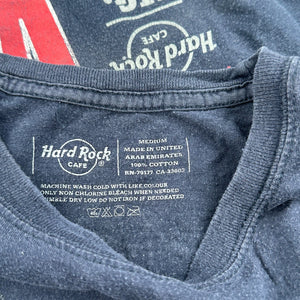 Hard Rock
CAFE
Hard Rock
CAFE
®
MEDIUM
MADE IN UNITED
ARAB EMIRATES
100% COTTON
RN-79177 CA-33602
MACHINE WASH COLD WITH LIKE COLOUR
ONLY NON CHLORINE BLEACH WHEN NEEDED
TUMBLE DRY LOW DO NOT IRON IF DECORATED